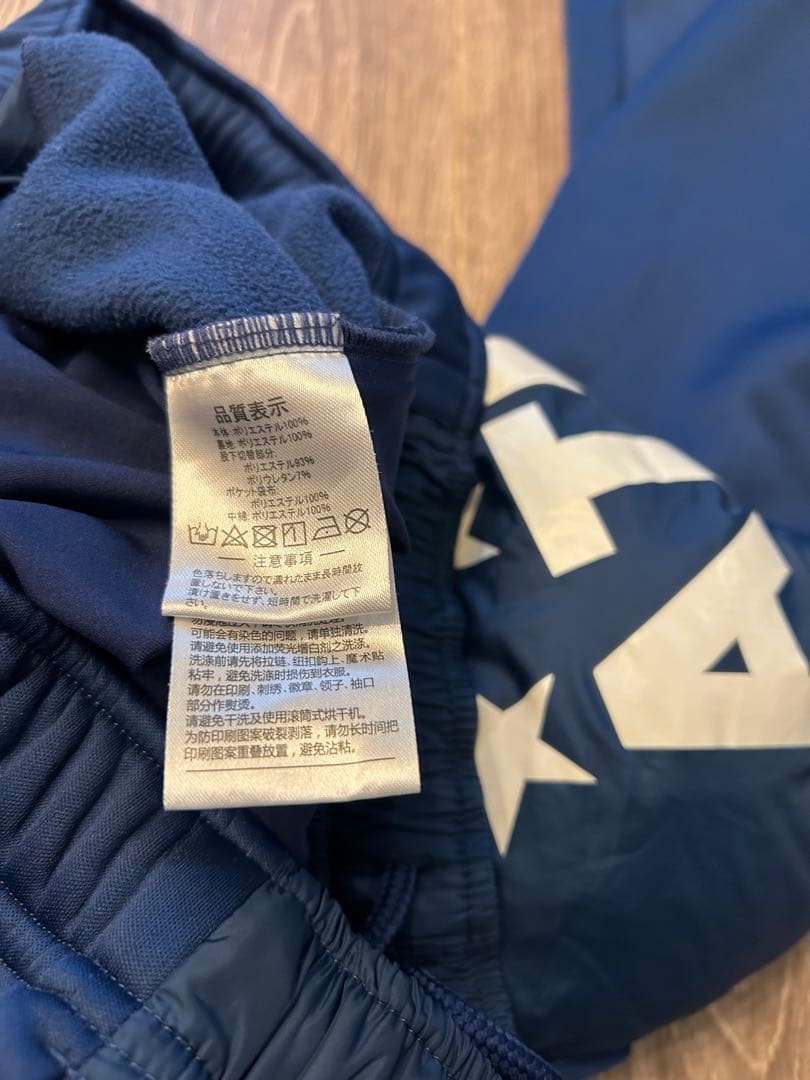 品質表示
本体 ポリエステル100%
裏地 ポリエステル100%
股下切替部分:
ポリエステル93%
ポリウレタン7%
ポケット袋布:
ポリエステル100%
中綿 ポリエステル100%
注意事項
色落ちしますので濡れたまま長時間放
置しないで下さい。
漬け置きをせず、短時間で洗濯して下
さい。
可能会有染色的问题,请单独清洗。
请避免使用添加荧光增白剂之洗涤。
洗涤前请先将拉链、纽扣钩上、魔术贴
粘牢,避免洗涤时损伤到衣服。
请勿在印刷、刺绣、徽章、领子、袖口
部分作熨烫。
请避免干洗及使用滚筒式烘干机。
为防印刷图案破裂剥落,请勿长时间把
印刷图案重叠放置,避免沾粘。
A